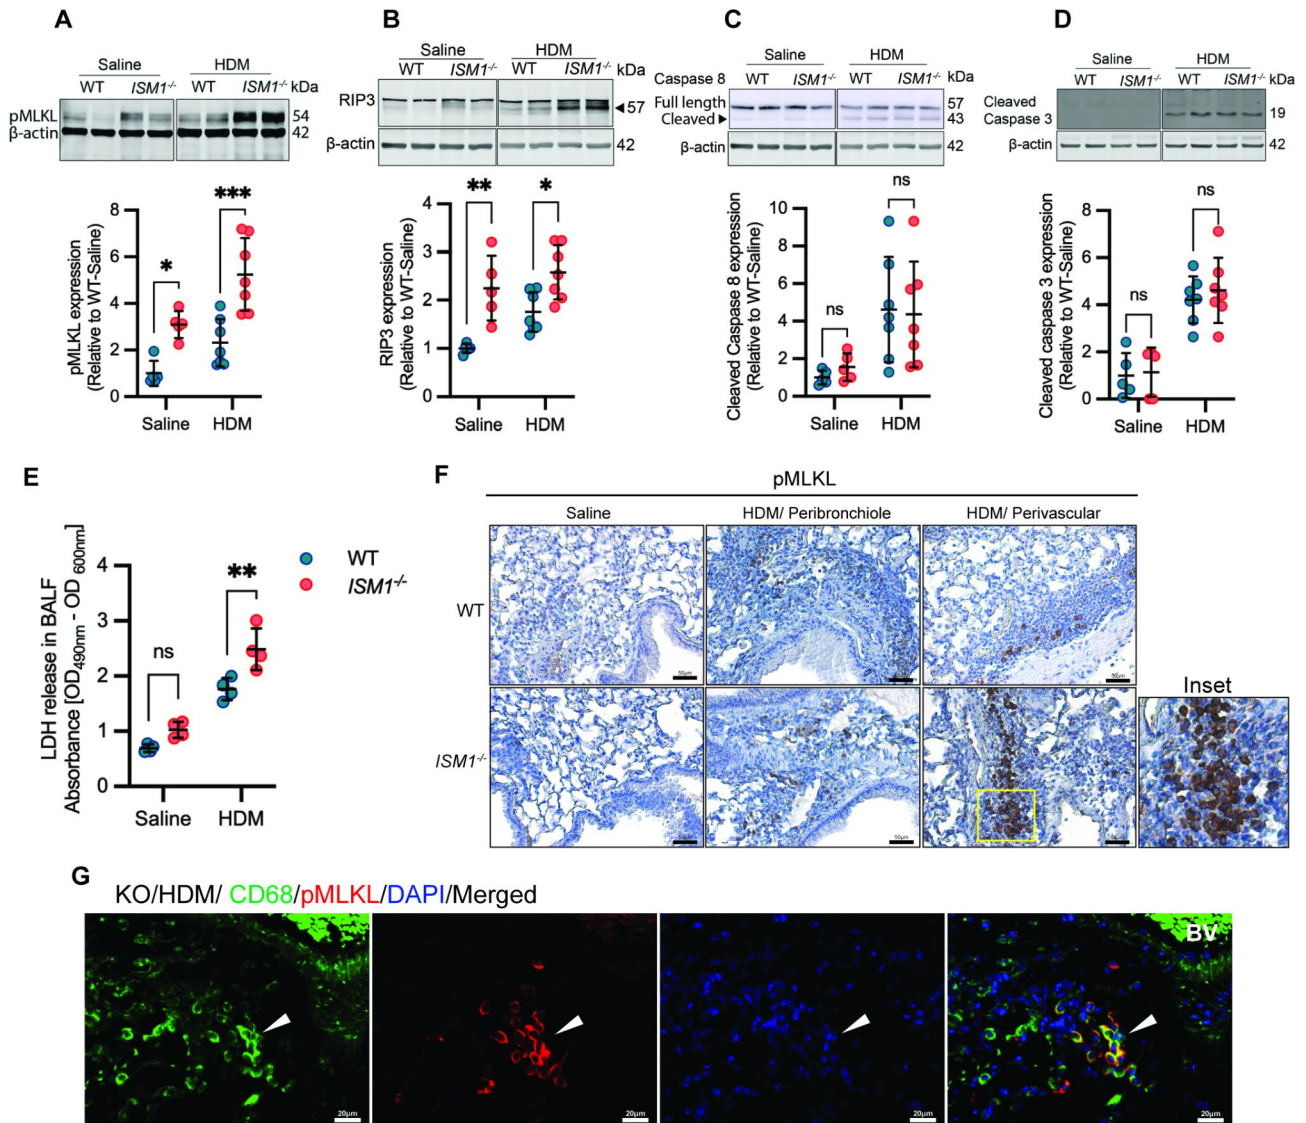 A
Saline
HDM
WT
ISM1-/-
WT
ISM1-/-
kDa
pMLKL
54
β-actin
42
pMLKL expression
(Relative to WT-Saline)
8
6
4
2
0
*
***
Saline
HDM
B
Saline
HDM
WT
ISM1-/-
WT
ISM1-/-
kDa
RIP3
57
β-actin
42
RIP3 expression
(Relative to WT-Saline)
4
3
2
1
0
**
*
Saline
HDM
C
Saline
HDM
Caspase 8
WT
ISM1-/-
WT
ISM1-/-
kDa
Full length
57
Cleaved
43
β-actin
42
Cleaved Caspase 8 expression
(Relative to WT-Saline)
10
8
6
4
2
0
ns
ns
Saline
HDM
D
Saline
HDM
WT
ISM1-/-
WT
ISM1-/-
kDa
Cleaved
Caspase 3
19
β-actin
42
Cleaved caspase 3 expression
(Relative to WT-Saline)
8
6
4
2
0
ns
ns
Saline
HDM
E
LDH release in BALF
Absorbance [OD490nm - OD 600nm]
4
3
2
1
0
ns
**
Saline
HDM
WT
ISM1-/-
F
pMLKL
Saline
HDM/ Peribronchiole
HDM/ Perivascular
WT
50μm
50μm
ISM1-/-
50μm
Inset
G
KO/HDM/ CD68/pMLKL/DAPI/Merged
BV
20μm
20μm
20μm
20μm